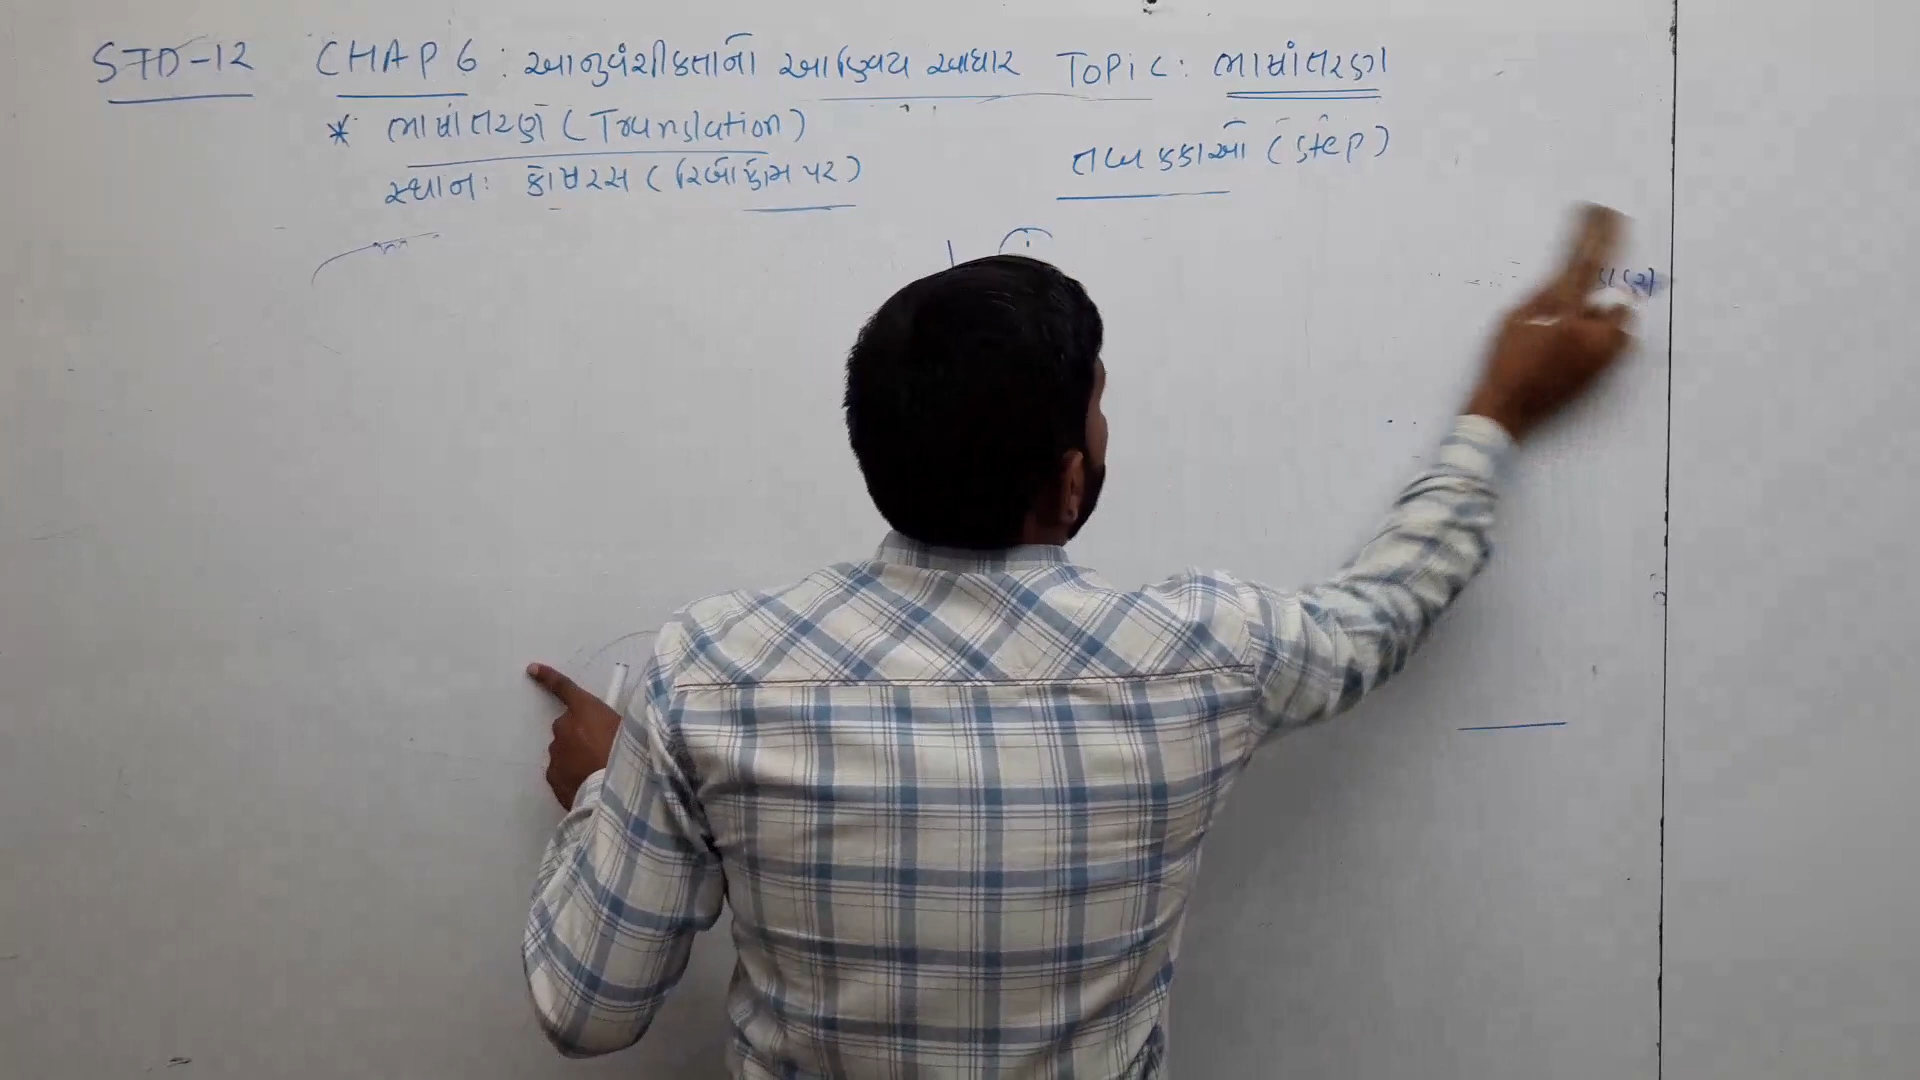 STD-12 CHAP 6 : આનુવંશીકતાનો આણ્વિય આધાર TOPIC : ભાષાંતરણ
* ભાષાંતરણ (Translation)
સ્થાન: કોષરસ (રિબોઝોમ પર)
તબક્કાઓ (Step)